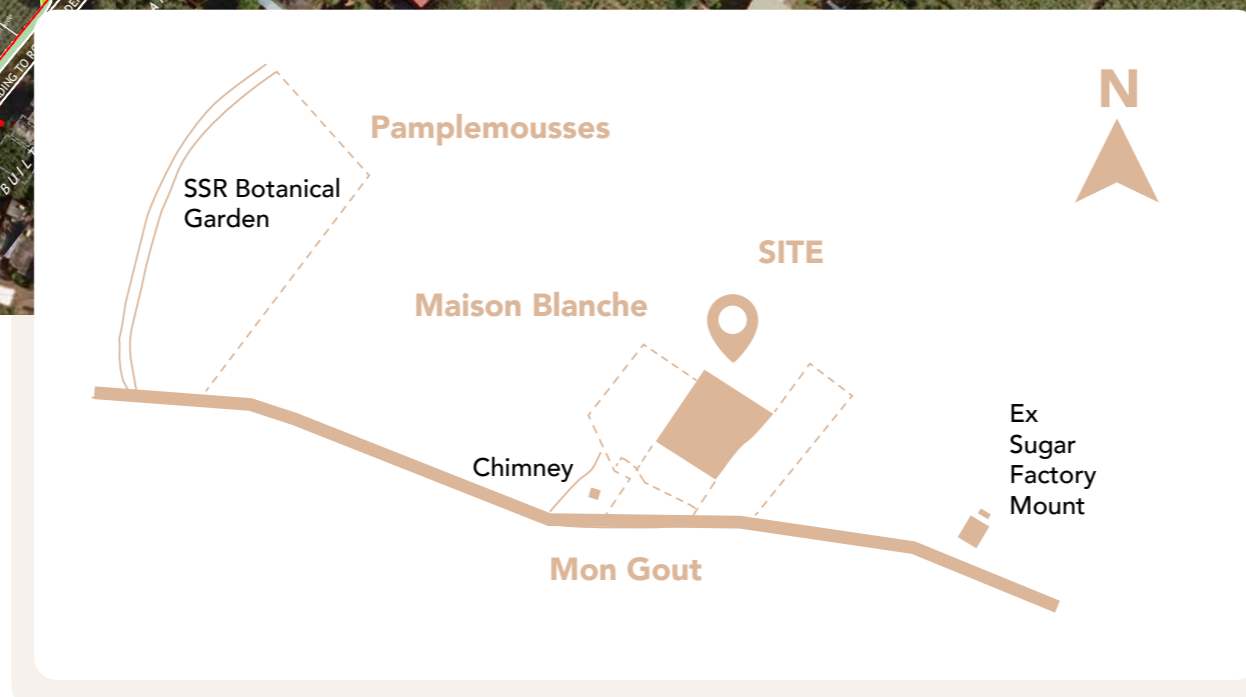 N
Pamplemousses
SSR Botanical
Garden
SITE
Maison Blanche
Ex
Sugar
Factory
Mount
Chimney
Mon Gout